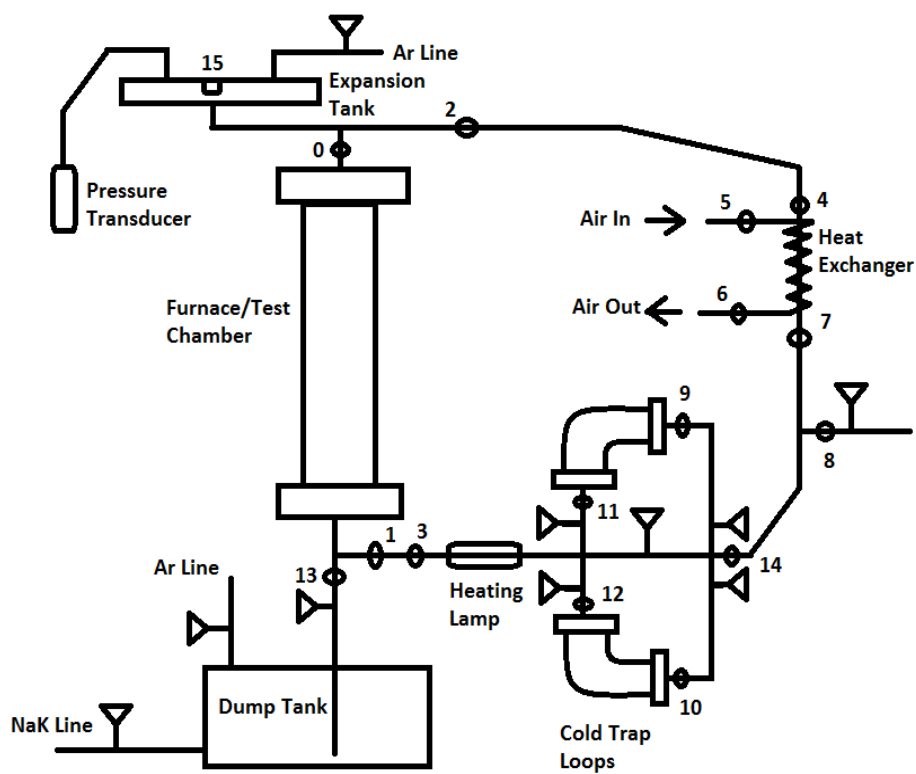 15
Ar Line
Expansion
Tank
2
0
Pressure
Transducer
5
4
Air In
Heat
Exchanger
Furnace/Test
Chamber
6
Air Out
7
9
8
11
1
3
14
13
Ar Line
Heating
Lamp
12
Dump Tank
NaK Line
10
Cold Trap
Loops